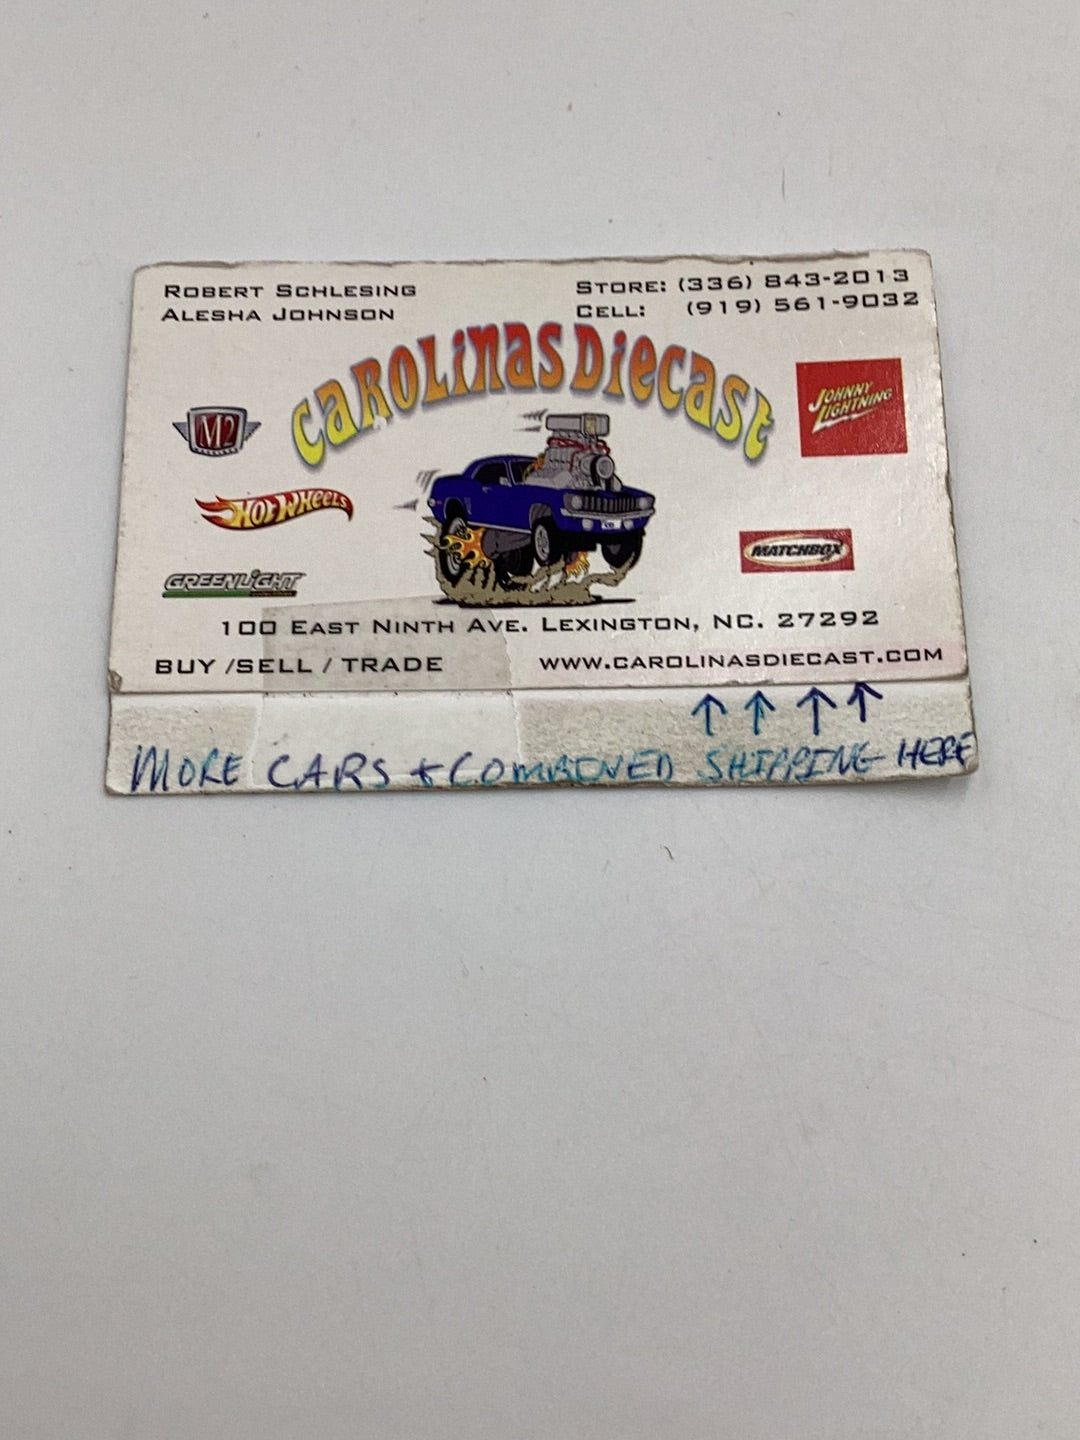 ROBERT SCHLESING
ALESHA JOHNSON
STORE: (336) 843-2013
CELL: (919) 561-9032
CAROLINAS DIECAST
M2
JOHNNY LIGHTNING
HOT WHEELS
MATCHBOX
GREENLIGHT
100 EAST NINTH AVE. LEXINGTON, NC. 27292
BUY /SELL / TRADE
WWW.CAROLINASDIECAST.COM
↑ ↑ ↑ ↑
MORE CARS + COMBINED SHIPPING HERE